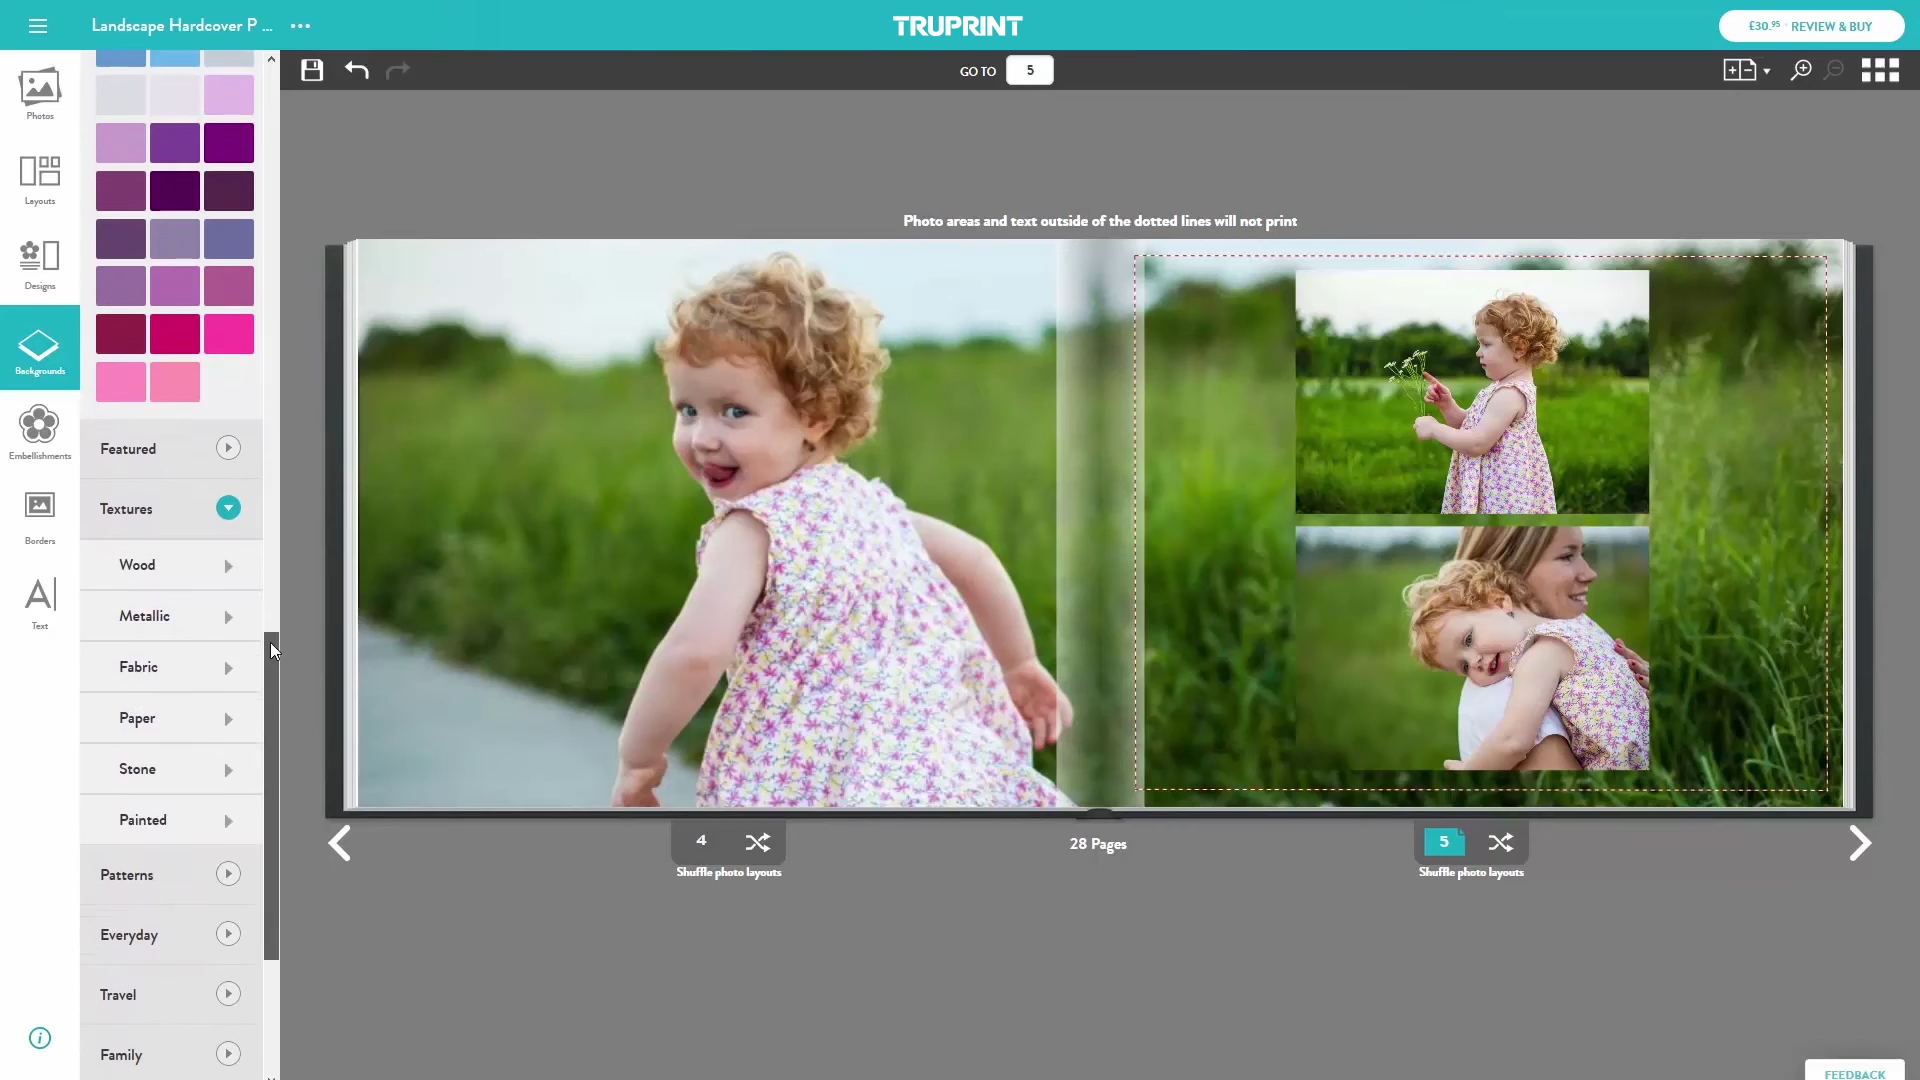 Landscape Hardcover P ...
TRUPRINT
£30.95 REVIEW & BUY
GO TO 5
Photos
Layouts
Designs
Backgrounds
Embellishments
Borders
Text
Featured
Textures
Wood
Metallic
Fabric
Paper
Stone
Painted
Patterns
Everyday
Travel
Family
Photo areas and text outside of the dotted lines will not print
4
Shuffle photo layouts
28 Pages
5
Shuffle photo layouts
FEEDBACK